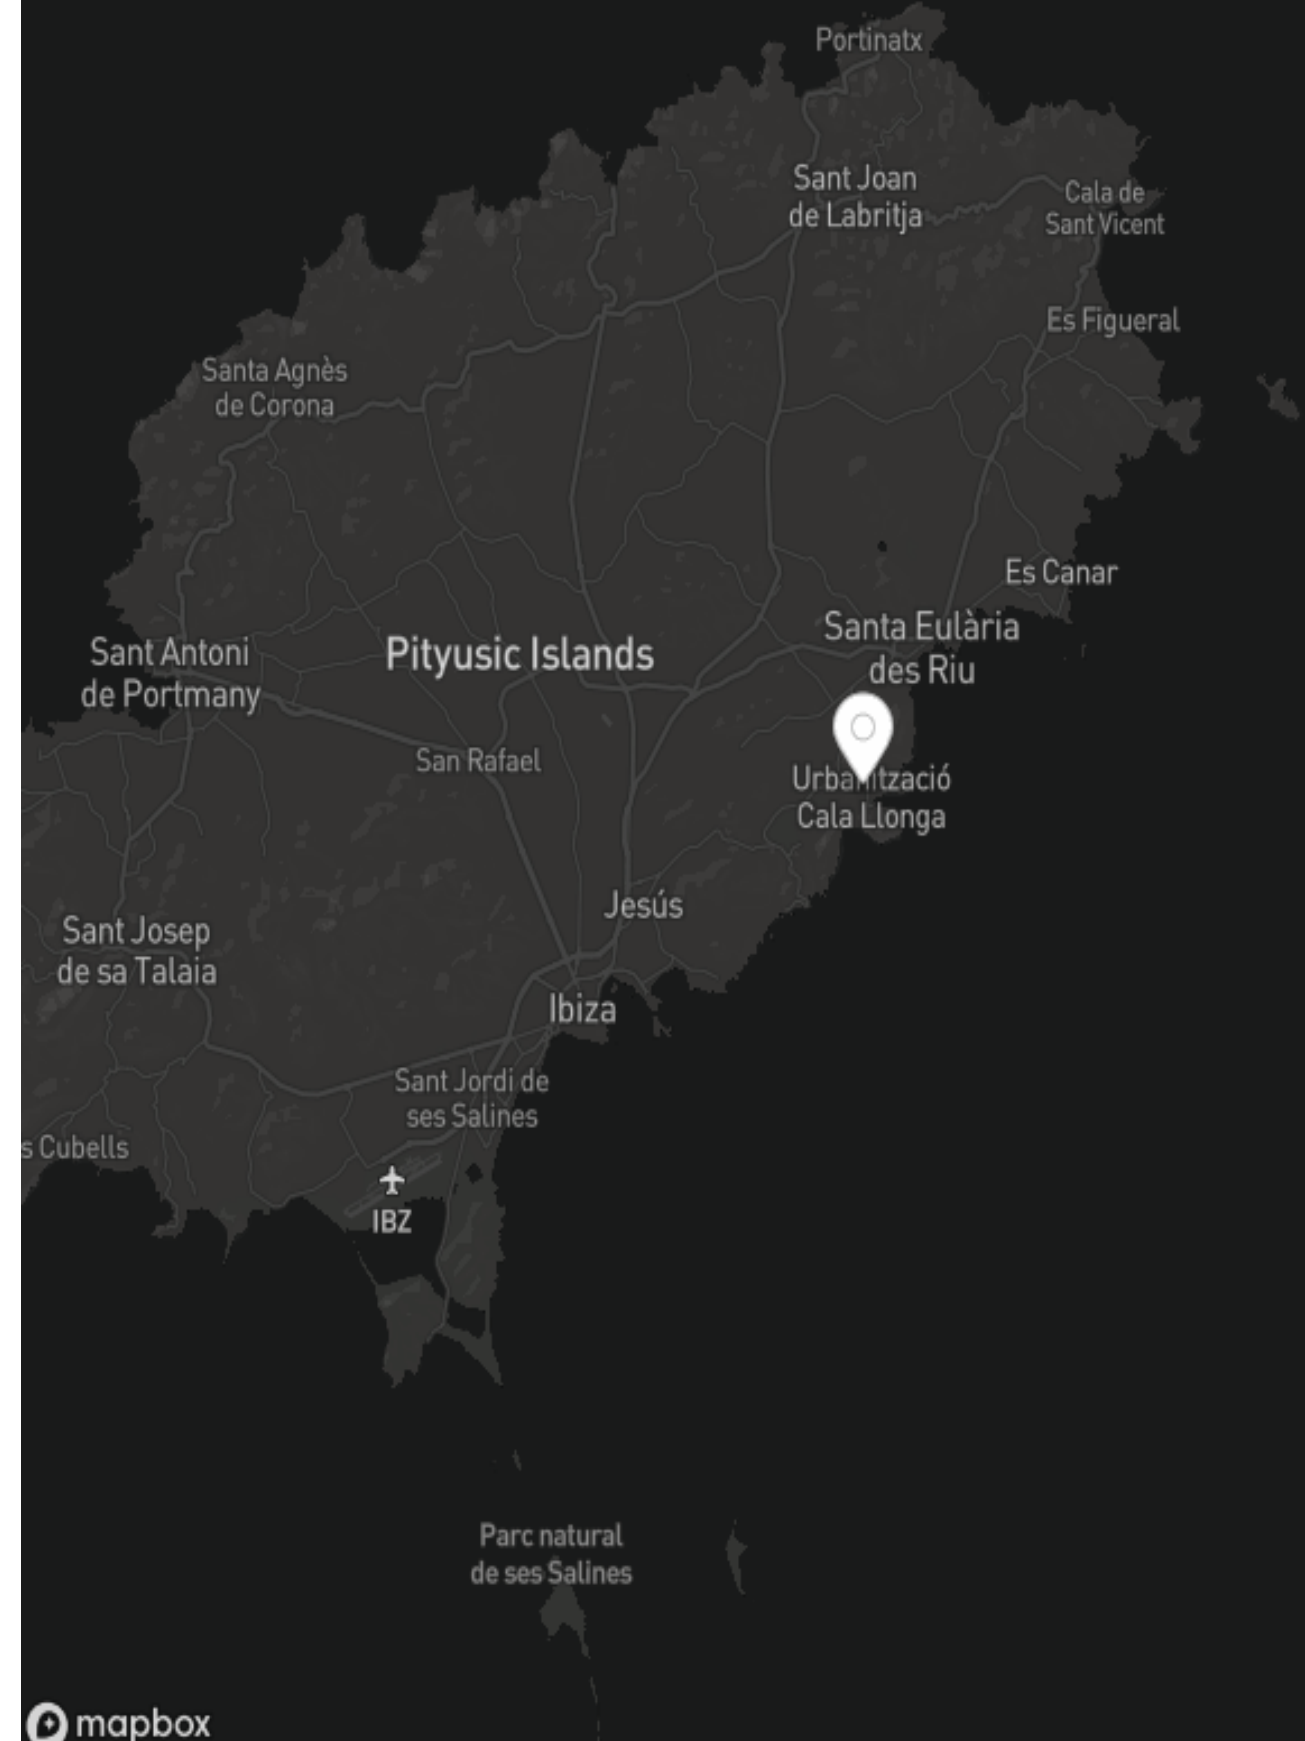 Portinatx
Sant Joan
de Labritja
Cala de
Sant Vicent
Es Figueral
Santa Agnès
de Corona
Es Canar
Santa Eulària
des Riu
Sant Antoni
de Portmany
Pityusic Islands
San Rafael
Urbanització
Cala Llonga
Jesús
Sant Josep
de sa Talaia
Ibiza
Sant Jordi de
ses Salines
s Cubells
IBZ
Parc natural
de ses Salines
mapbox